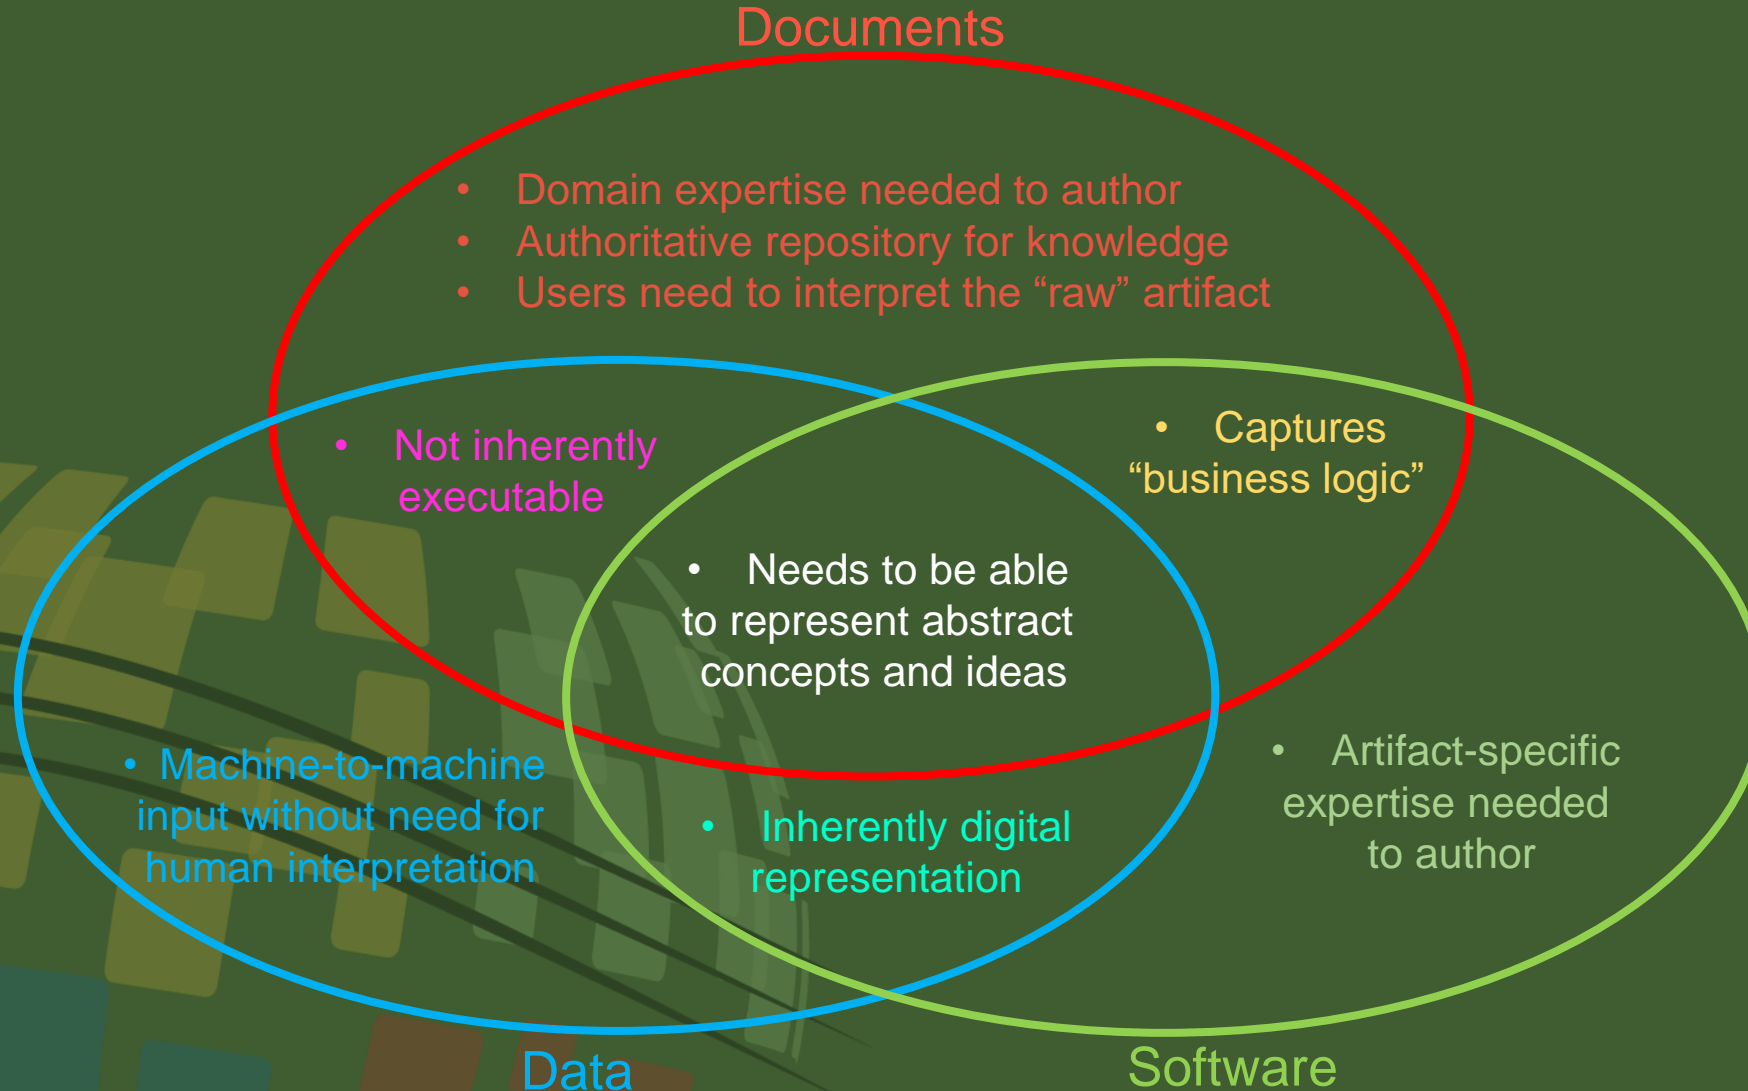 Documents
• Domain expertise needed to author
• Authoritative repository for knowledge
• Users need to interpret the “raw” artifact
• Not inherently
executable
• Captures
“business logic”
• Needs to be able
to represent abstract
concepts and ideas
• Machine-to-machine
input without need for
human interpretation
• Inherently digital
representation
• Artifact-specific
expertise needed
to author
Data
Software